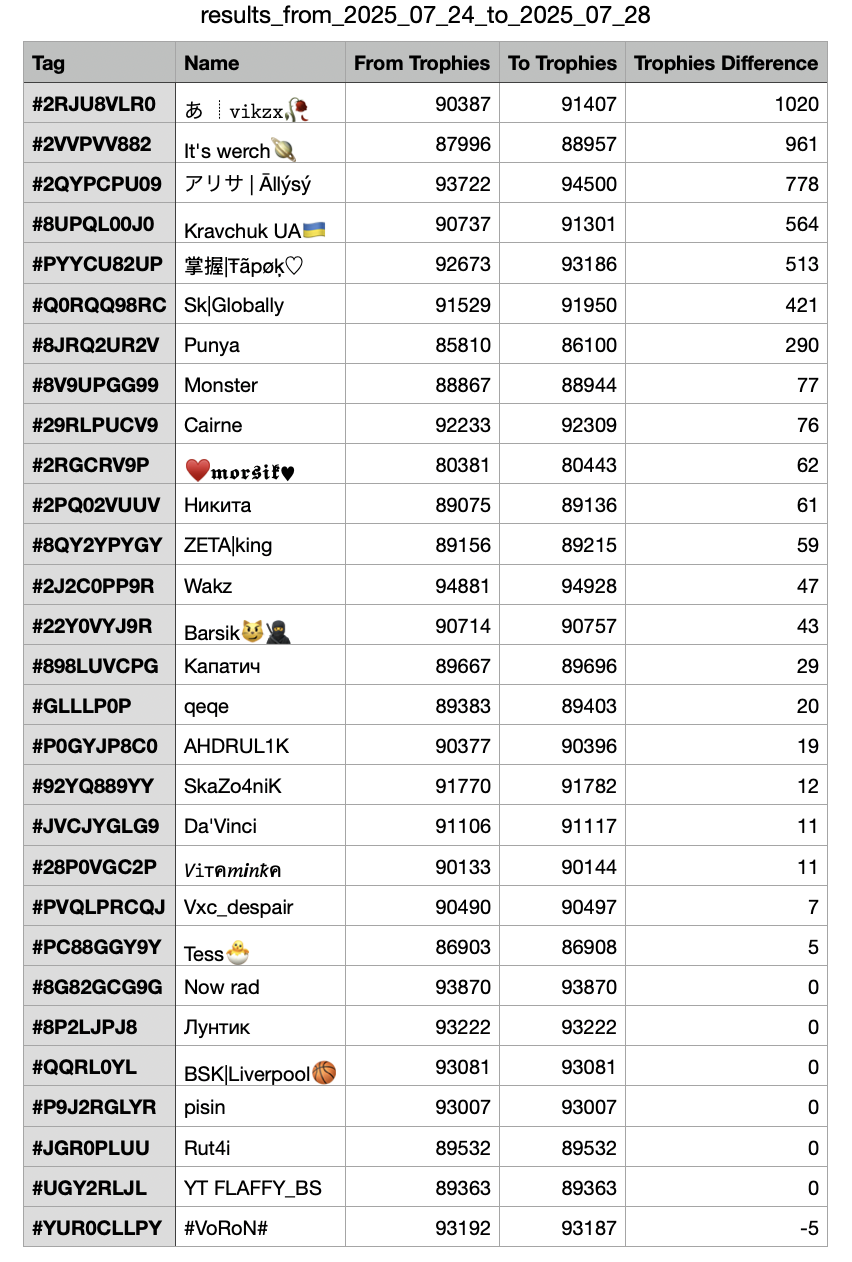 results_from_2025_07_24_to_2025_07_28
Tag Name From Trophies To Trophies Trophies Difference
#2RJU8VLR0 あ ┊𝚟𝚒𝚔𝚣𝚡🥀 90387 91407 1020
#2VVPVV882 It's werch🪐 87996 88957 961
#2QYPCPU09 アリサ | Āllýsý 93722 94500 778
#8UPQL00J0 Kravchuk UA🇺🇦 90737 91301 564
#PYYCU82UP 掌握|Ŧãpøķ♡ 92673 93186 513
#Q0RQQ98RC Sk|Globally 91529 91950 421
#8JRQ2UR2V Punya 85810 86100 290
#8V9UPGG99 Monster 88867 88944 77
#29RLPUCV9 Cairne 92233 92309 76
#2RGCRV9P ❤️𝖒𝖔𝖗𝖘𝖎𝖐♥ 80381 80443 62
#2PQ02VUUV Никита 89075 89136 61
#8QY2YPYGY ZETA|king 89156 89215 59
#2J2C0PP9R Wakz 94881 94928 47
#22Y0VYJ9R Barsik😼🥷 90714 90757 43
#898LUVCPG Капатич 89667 89696 29
#GLLLP0P qeqe 89383 89403 20
#P0GYJP8C0 AHDRUL1K 90377 90396 19
#92YQ889YY SkaZo4niK 91770 91782 12
#JVCJYGLG9 Da'Vinci 91106 91117 11
#28P0VGC2P 𝘝𝚒тค𝙢𝙞𝙣𝙠ค 90133 90144 11
#PVQLPRCQJ Vxc_despair 90490 90497 7
#PC88GGY9Y Tess🐣 86903 86908 5
#8G82GCG9G Now rad 93870 93870 0
#8P2LJPJ8 Лунтик 93222 93222 0
#QQRL0YL BSK|Liverpool🏀 93081 93081 0
#P9J2RGLYR pisin 93007 93007 0
#JGR0PLUU Rut4i 89532 89532 0
#UGY2RLJL YT FLAFFY_BS 89363 89363 0
#YUR0CLLPY #VoRoN# 93192 93187 -5